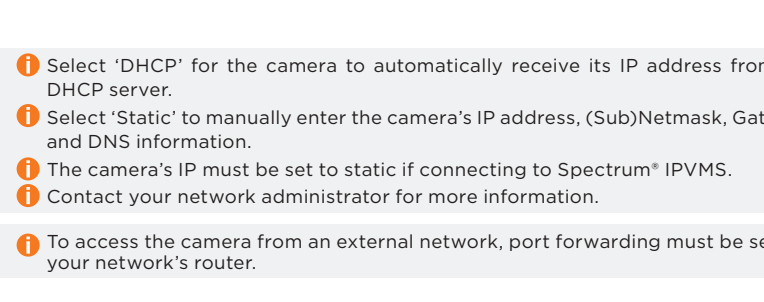 Select ‘DHCP’ for the camera to automatically receive its IP address from
DHCP server.
Select ‘Static’ to manually enter the camera’s IP address, (Sub)Netmask,
and DNS information.
The camera’s IP must be set to static if connecting to Spectrum® IPVMS.
Contact your network administrator for more information.
To access the camera from an external network, port forwarding must be
your network’s router.